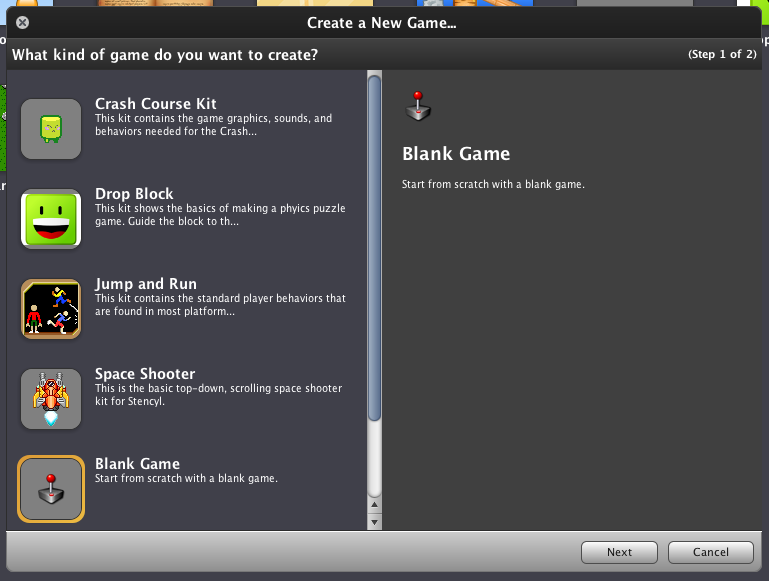 Create a New Game...
What kind of game do you want to create?
(Step 1 of 2)
Crash Course Kit
This kit contains the game graphics, sounds, and
behaviors needed for the Crash...
Drop Block
This kit shows the basics of making a phyics puzzle
game. Guide the block to th...
Jump and Run
This kit contains the standard player behaviors that
are found in most platform...
Space Shooter
This is the basic top-down, scrolling space shooter
kit for Stencyl.
Blank Game
Start from scratch with a blank game.
Blank Game
Start from scratch with a blank game.
Next
Cancel